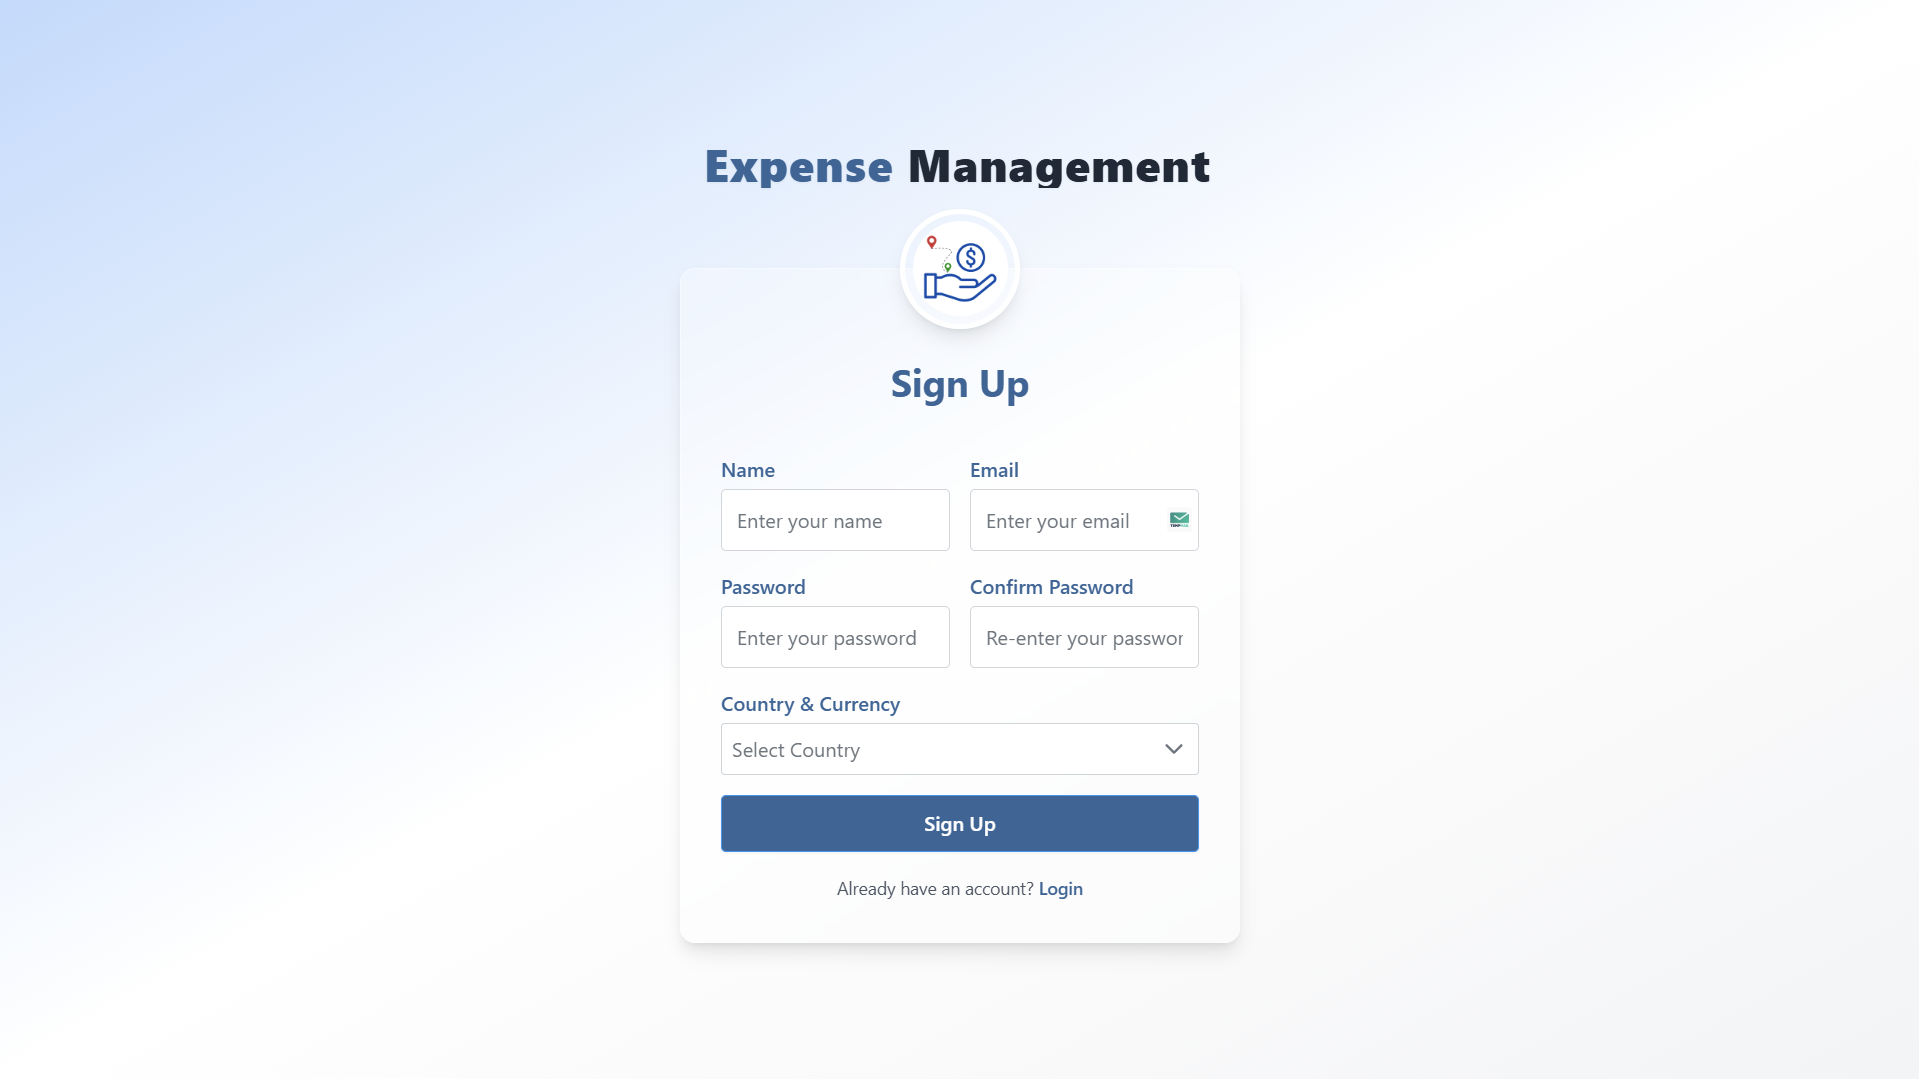 Expense Management
$
Sign Up
Name
Email
Enter your name
Enter your email
Password
Confirm Password
Enter your password
Re-enter your passwor
Country & Currency
Select Country
Sign Up
Already have an account? Login